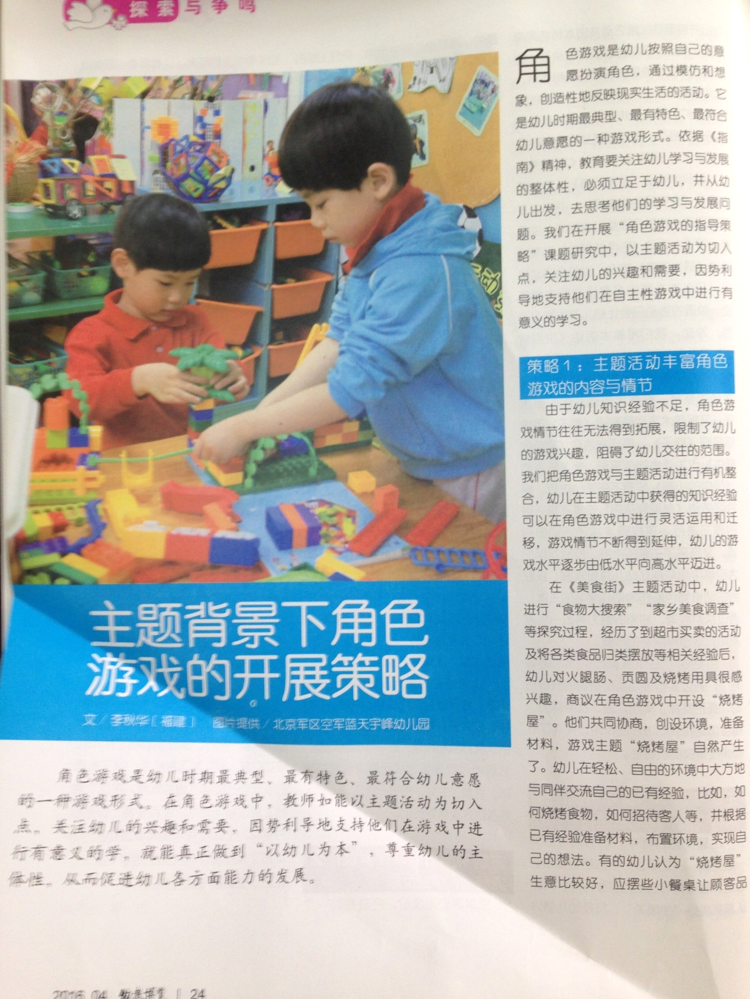 探索与争鸣
主题背景下角色
游戏的开展策略
文／李秋华［福建］　图片提供／北京军区空军蓝天宇峰幼儿园
角色游戏是幼儿时期最典型、最有特色、最符合幼儿意愿
的一种游戏形式。在角色游戏中，教师如能以主题活动为切入
点，关注幼儿的兴趣和需要，因势利导地支持他们在游戏中进
行有意义的学，就能真正做到“以幼儿为本”，尊重幼儿的主
体性，从而促进幼儿各方面能力的发展。
角色游戏是幼儿按照自己的意
愿扮演角色，通过模仿和想
象，创造性地反映现实生活的活动。它
是幼儿时期最典型、最有特色、最符合
幼儿意愿的一种游戏形式。依据《指
南》精神，教育要关注幼儿学习与发展
的整体性，必须立足于幼儿，并从幼
儿出发，去思考他们的学习与发展问
题。我们在开展“角色游戏的指导策
略”课题研究中，以主题活动为切入
点，关注幼儿的兴趣和需要，因势利
导地支持他们在自主性游戏中进行有
意义的学习。
策略1：主题活动丰富角色
游戏的内容与情节
由于幼儿知识经验不足，角色游
戏情节往往无法得到拓展，限制了幼儿
的游戏兴趣，阻碍了幼儿交往的范围。
我们把角色游戏与主题活动进行有机整
合，幼儿在主题活动中获得的知识经验
可以在角色游戏中进行灵活运用和迁
移，游戏情节不断得到延伸，幼儿的游
戏水平逐步由低水平向高水平迈进。
在《美食街》主题活动中，幼儿
进行“食物大搜索”“家乡美食调查”
等探究过程，经历了到超市买卖的活动
及将各类食品归类摆放等相关经验后，
幼儿对火腿肠、贡圆及烧烤用具很感
兴趣，商议在角色游戏中开设“烧烤
屋”。他们共同协商，创设环境，准备
材料，游戏主题“烧烤屋”自然产生
了。幼儿在轻松、自由的环境中大方地
与同伴交流自己的已有经验，比如，如
何烧烤食物，如何招待客人等，并根据
已有经验准备材料，布置环境，实现自
己的想法。有的幼儿认为“烧烤屋”
生意比较好，应摆些小餐桌让顾客品
2016.04 | 24